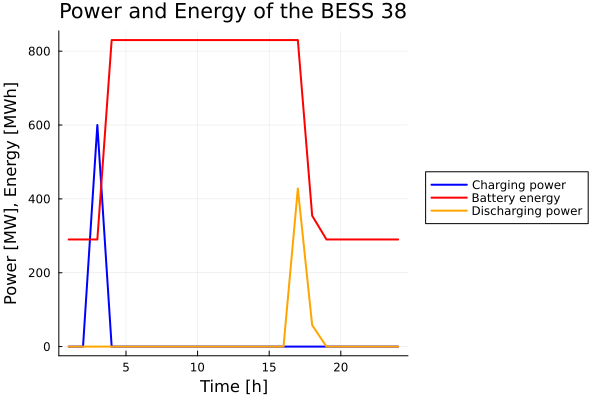 Power and Energy of the BESS 38
Power [MW], Energy [MWh]
800
600
400
200
0
5 10 15 20
Time [h]
Charging power
Battery energy
Discharging power